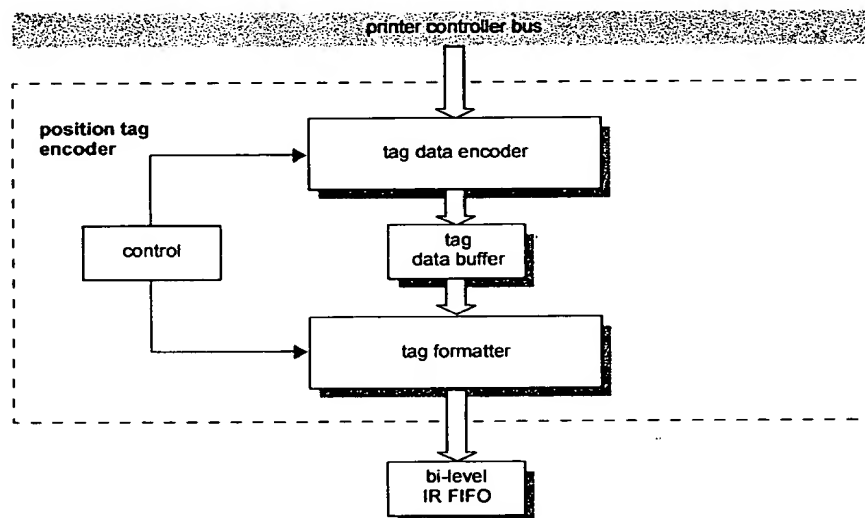 printer controller bus
position tag
encoder
tag data encoder
tag
data buffer
control
tag formatter
bi-level
IR FIFO